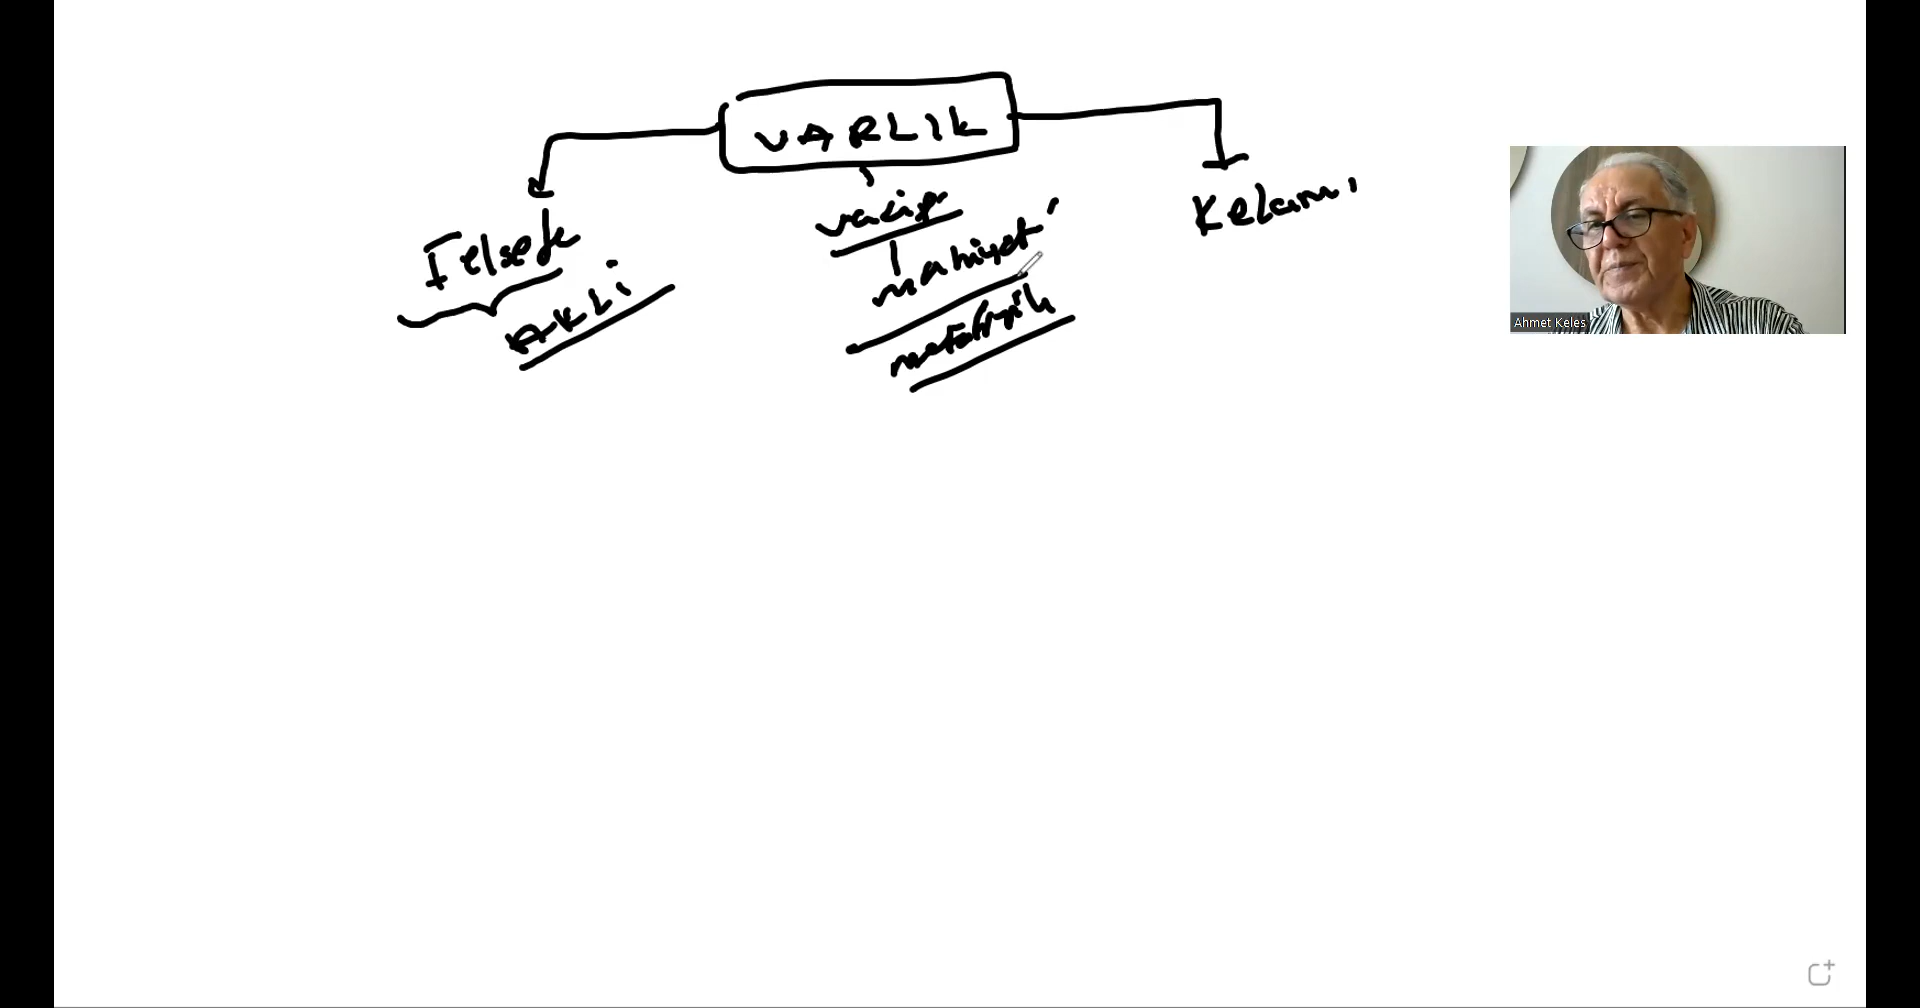 VARLIK
Felsefe
AKLİ
vacip
mahiyet
metafizik
Kelam
Ahmet Keles